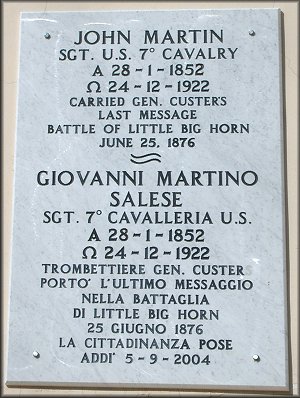 JOHN MARTIN
SGT. U.S. 7° CAVALRY
A 28-1-1852
Ω 24-12-1922
CARRIED GEN. CUSTER'S
LAST MESSAGE
BATTLE OF LITTLE BIG HORN
JUNE 25, 1876
GIOVANNI MARTINO
SALESE
SGT. 7° CAVALLERIA U.S.
A 28-1-1852
Ω 24-12-1922
TROMBETTIERE GEN. CUSTER
PORTO' L'ULTIMO MESSAGGIO
NELLA BATTAGLIA
DI LITTLE BIG HORN
25 GIUGNO 1876
LA CITTADINANZA POSE
ADDI' 5-9-2004